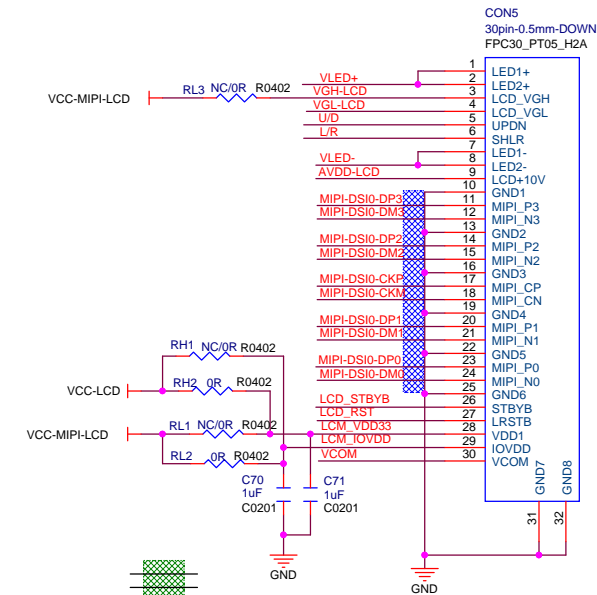 CON5
30pin-0.5mm-DOWN
FPC30_PT05_H2A
1 LED1+
VLED+ 2 LED2+
VCC-MIPI-LCD RL3 NC/0R R0402 VGH-LCD 3 LCD_VGH
VGL-LCD 4 LCD_VGL
U/D 5 UPDN
L/R 6 SHLR
7 LED1-
VLED- 8 LED2-
AVDD-LCD 9 LCD+10V
10 GND1
MIPI-DSI0-DP3 11 MIPI_P3
MIPI-DSI0-DM3 12 MIPI_N3
13 GND2
MIPI-DSI0-DP2 14 MIPI_P2
MIPI-DSI0-DM2 15 MIPI_N2
16 GND3
MIPI-DSI0-CKP 17 MIPI_CP
MIPI-DSI0-CKM 18 MIPI_CN
19 GND4
MIPI-DSI0-DP1 20 MIPI_P1
MIPI-DSI0-DM1 21 MIPI_N1
22 GND5
MIPI-DSI0-DP0 23 MIPI_P0
MIPI-DSI0-DM0 24 MIPI_N0
25 GND6
LCD_STBYB 26 STBYB
LCD_RST 27 LRSTB
LCM_VDD33 28 VDD1
LCM_IOVDD 29 IOVDD
VCOM 30 VCOM
RH1 NC/0R R0402
VCC-LCD
RH2 0R R0402
RL1 NC/0R R0402
VCC-MIPI-LCD
RL2 0R R0402
C70
1uF
C0201
C71
1uF
C0201
GND7
GND8
31
32
GND
GND